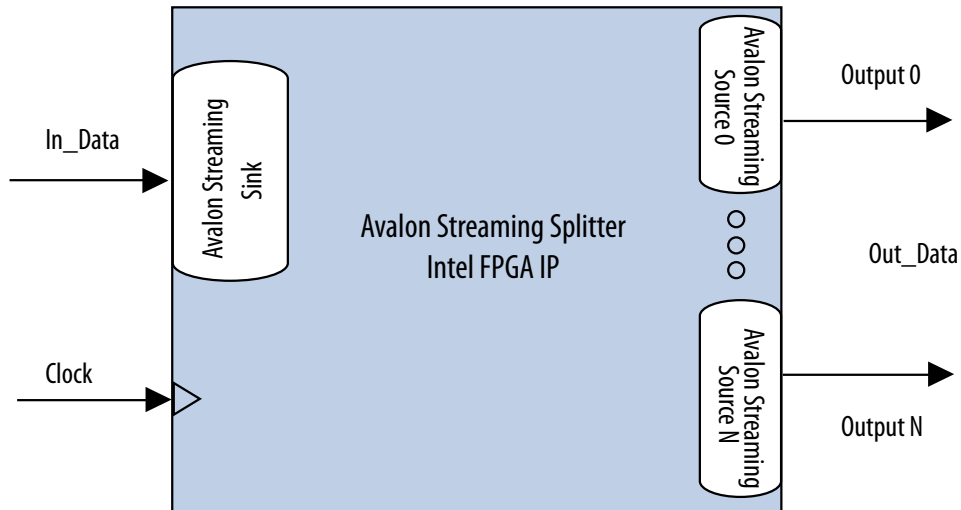 In_Data
Clock
Avalon Streaming
Sink
Avalon Streaming Splitter
Intel FPGA IP
Avalon Streaming
Source 0
Output 0
Out_Data
Avalon Streaming
Source N
Output N